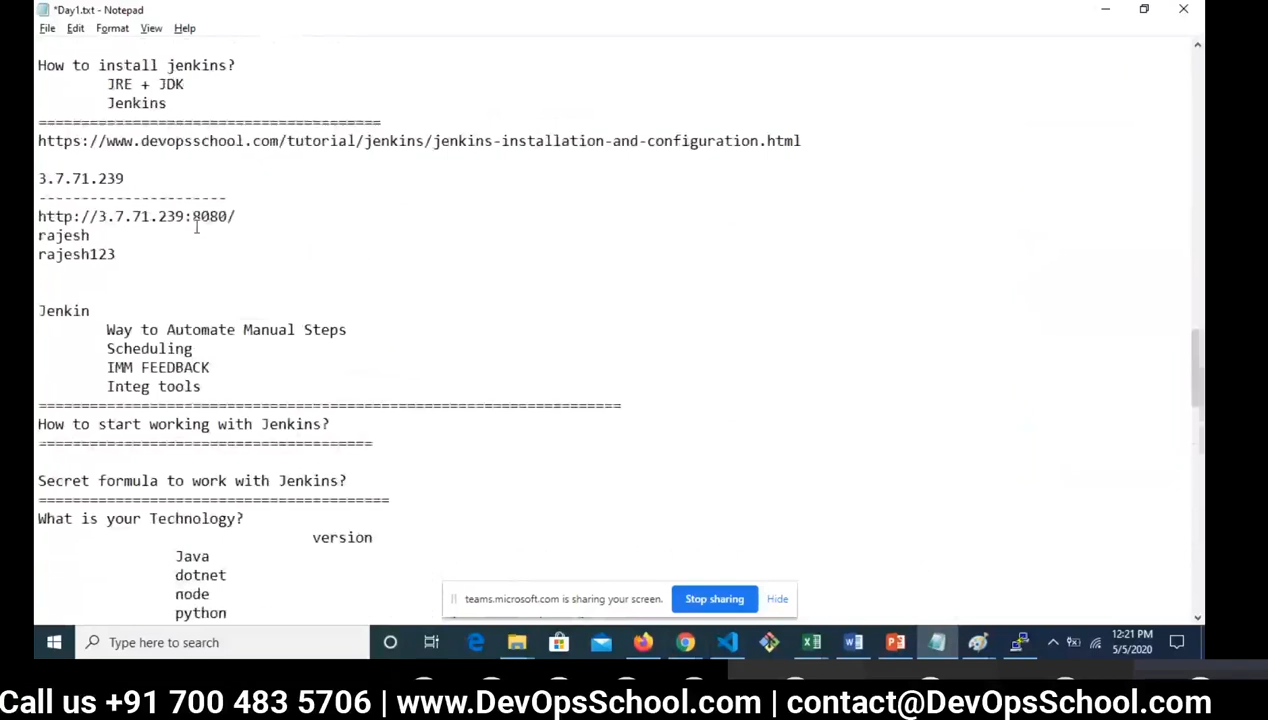 *Day1.txt - Notepad
File Edit Format View Help
How to install jenkins?
JRE + JDK
Jenkins
========================================
https://www.devopsschool.com/tutorial/jenkins/jenkins-installation-and-configuration.html
3.7.71.239
----------------------
http://3.7.71.239:8080/
rajesh
rajesh123
Jenkin
Way to Automate Manual Steps
Scheduling
IMM FEEDBACK
Integ tools
====================================================================
How to start working with Jenkins?
=======================================
Secret formula to work with Jenkins?
=========================================
What is your Technology?
version
Java
dotnet
node
python
teams.microsoft.com is sharing your screen.
Stop sharing
Hide
Type here to search
12:21 PM
5/5/2020
Call us +91 700 483 5706 | www.DevOpsSchool.com | contact@DevOpsSchool.com